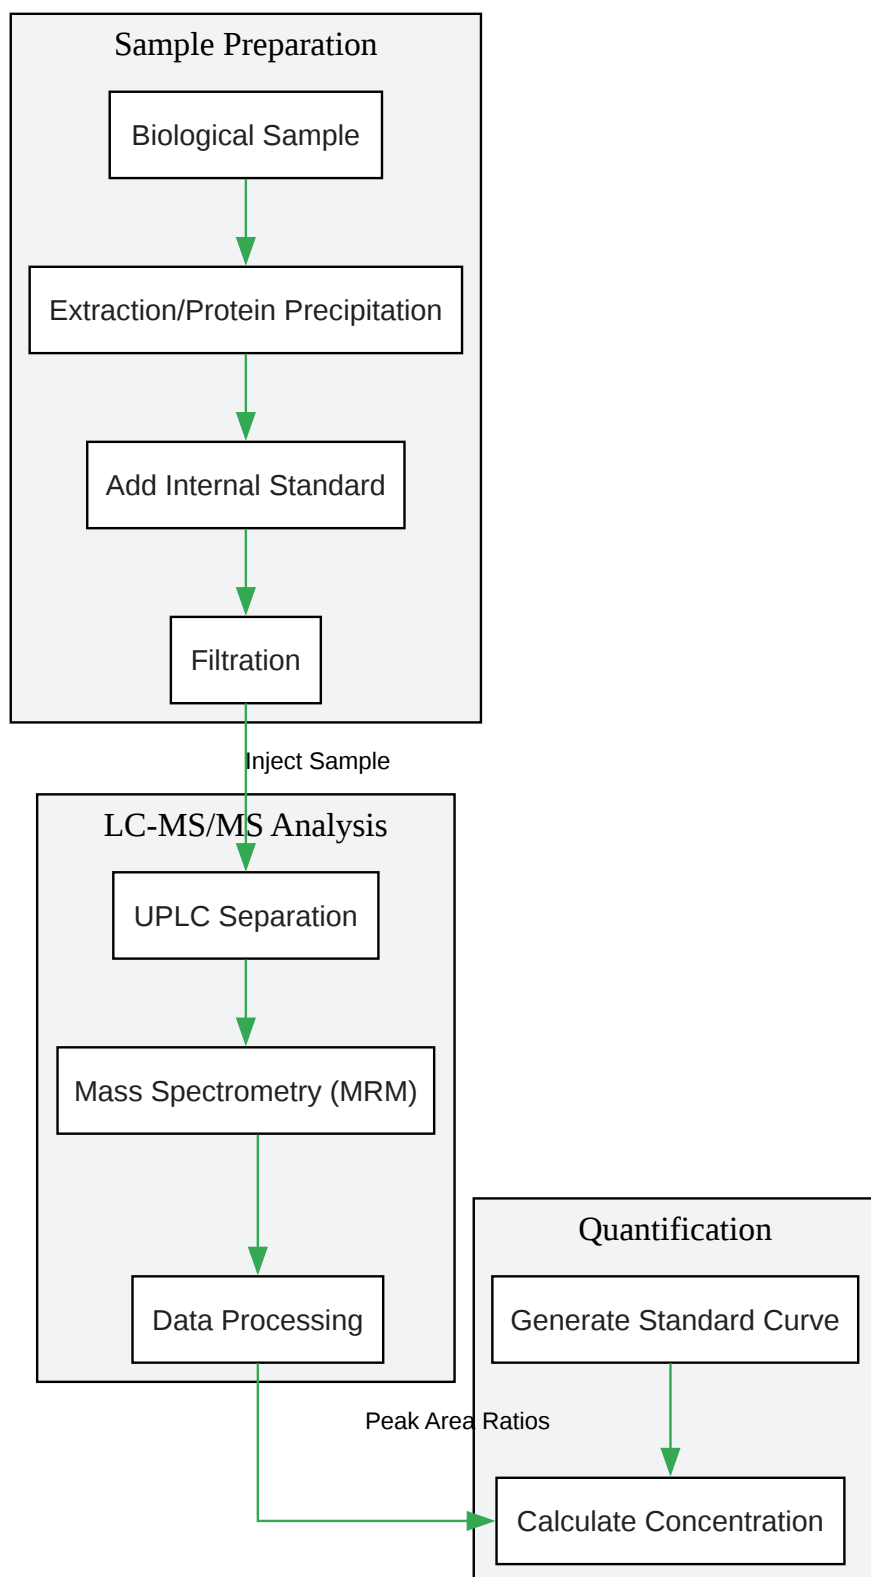 Sample Preparation
Biological Sample
Extraction/Protein Precipitation
Add Internal Standard
Filtration
Inject Sample
LC-MS/MS Analysis
UPLC Separation
Mass Spectrometry (MRM)
Data Processing
Quantification
Generate Standard Curve
Peak Area Ratios
Calculate Concentration